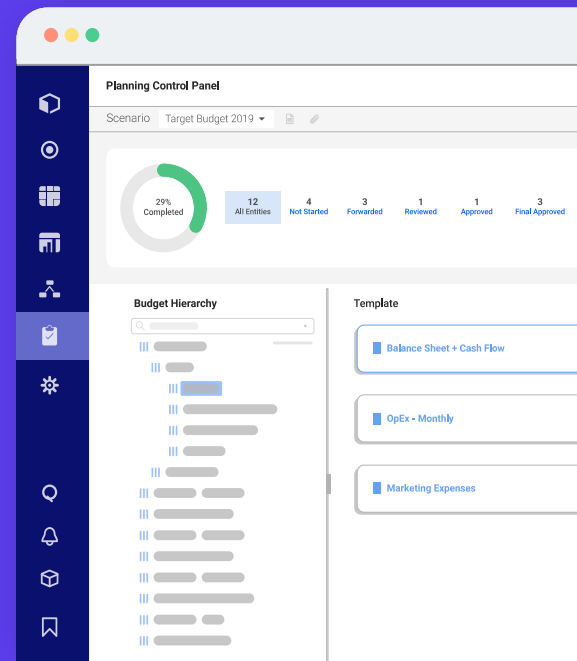 Planning Control Panel
Scenario Target Budget 2019
29%
Completed
12
All Entities
4
Not Started
3
Forwarded
1
Reviewed
1
Approved
3
Final Approved
Budget Hierarchy
Template
Balance Sheet + Cash Flow
OpEx - Monthly
Marketing Expenses